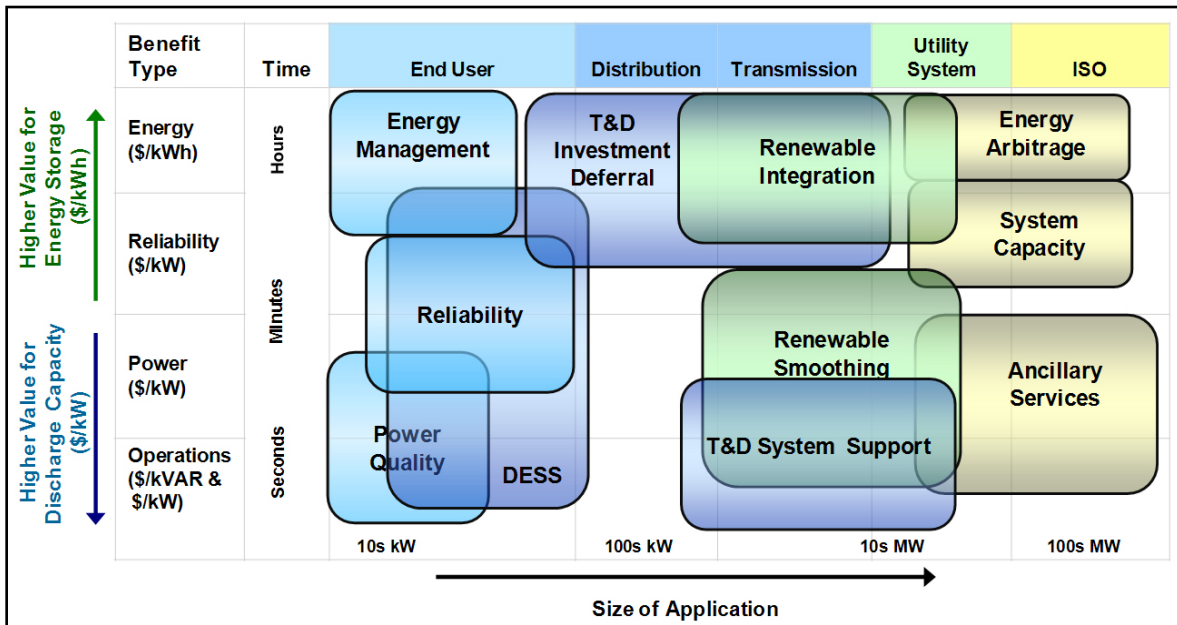 Benefit
Type
Time
End User
Distribution
Transmission
Utility
System
ISO
Higher Value for
Energy Storage
($/kWh)
Higher Value for
Discharge Capacity
($/kW)
Energy
($/kWh)
Reliability
($/kW)
Power
($/kW)
Operations
($/kVAR &
$/kW)
Hours
Minutes
Seconds
Energy
Management
T&D
Investment
Deferral
Renewable
Integration
Energy
Arbitrage
System
Capacity
Reliability
Renewable
Smoothing
Ancillary
Services
Power
Quality
DESS
T&D System Support
10s kW
100s kW
10s MW
100s MW
Size of Application